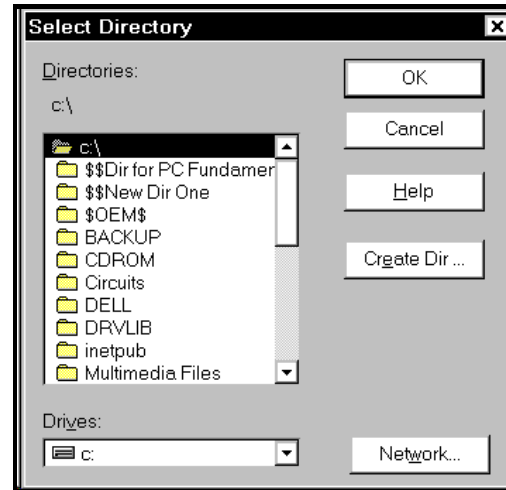 Select Directory
Directories:
c:\
c:\
$$Dir for PC Fundamer
$$New Dir One
$OEM$
BACKUP
CDROM
Circuits
DELL
DRVLIB
inetpub
Multimedia Files
Drives:
c:
OK
Cancel
Help
Create Dir ...
Network...